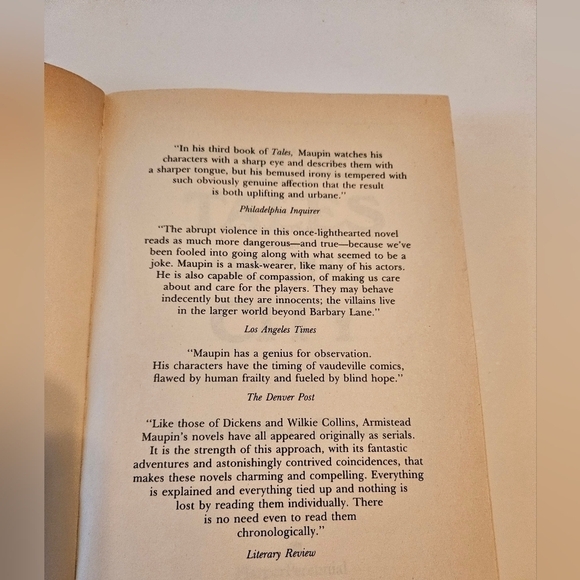 "In his third book of Tales, Maupin watches his
characters with a sharp eye and describes them with
a sharper tongue, but his bemused irony is tempered with
such obviously genuine affection that the result
is both uplifting and urbane."
Philadelphia Inquirer
"The abrupt violence in this once-lighthearted novel
reads as much more dangerous—and true—because we've
been fooled into going along with what seemed to be a
joke. Maupin is a mask-wearer, like many of his actors.
He is also capable of compassion, of making us care
about and care for the players. They may behave
indecently but they are innocents; the villains live
in the larger world beyond Barbary Lane."
Los Angeles Times
"Maupin has a genius for observation.
His characters have the timing of vaudeville comics,
flawed by human frailty and fueled by blind hope."
The Denver Post
"Like those of Dickens and Wilkie Collins, Armistead
Maupin's novels have all appeared originally as serials.
It is the strength of this approach, with its fantastic
adventures and astonishingly contrived coincidences, that
makes these novels charming and compelling. Everything
is explained and everything tied up and nothing is
lost by reading them individually. There
is no need even to read them
chronologically."
Literary Review